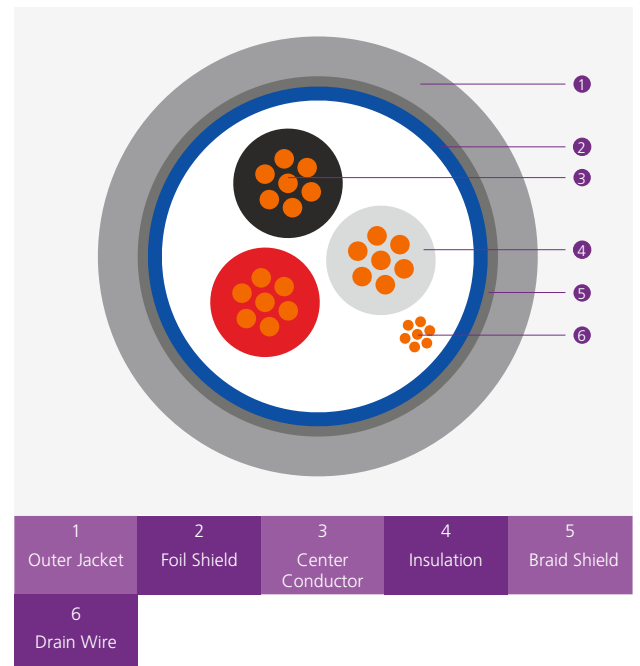 1
2
3
4
5
6
1
Outer Jacket
2
Foil Shield
3
Center
Conductor
4
Insulation
5
Braid Shield
6
Drain Wire